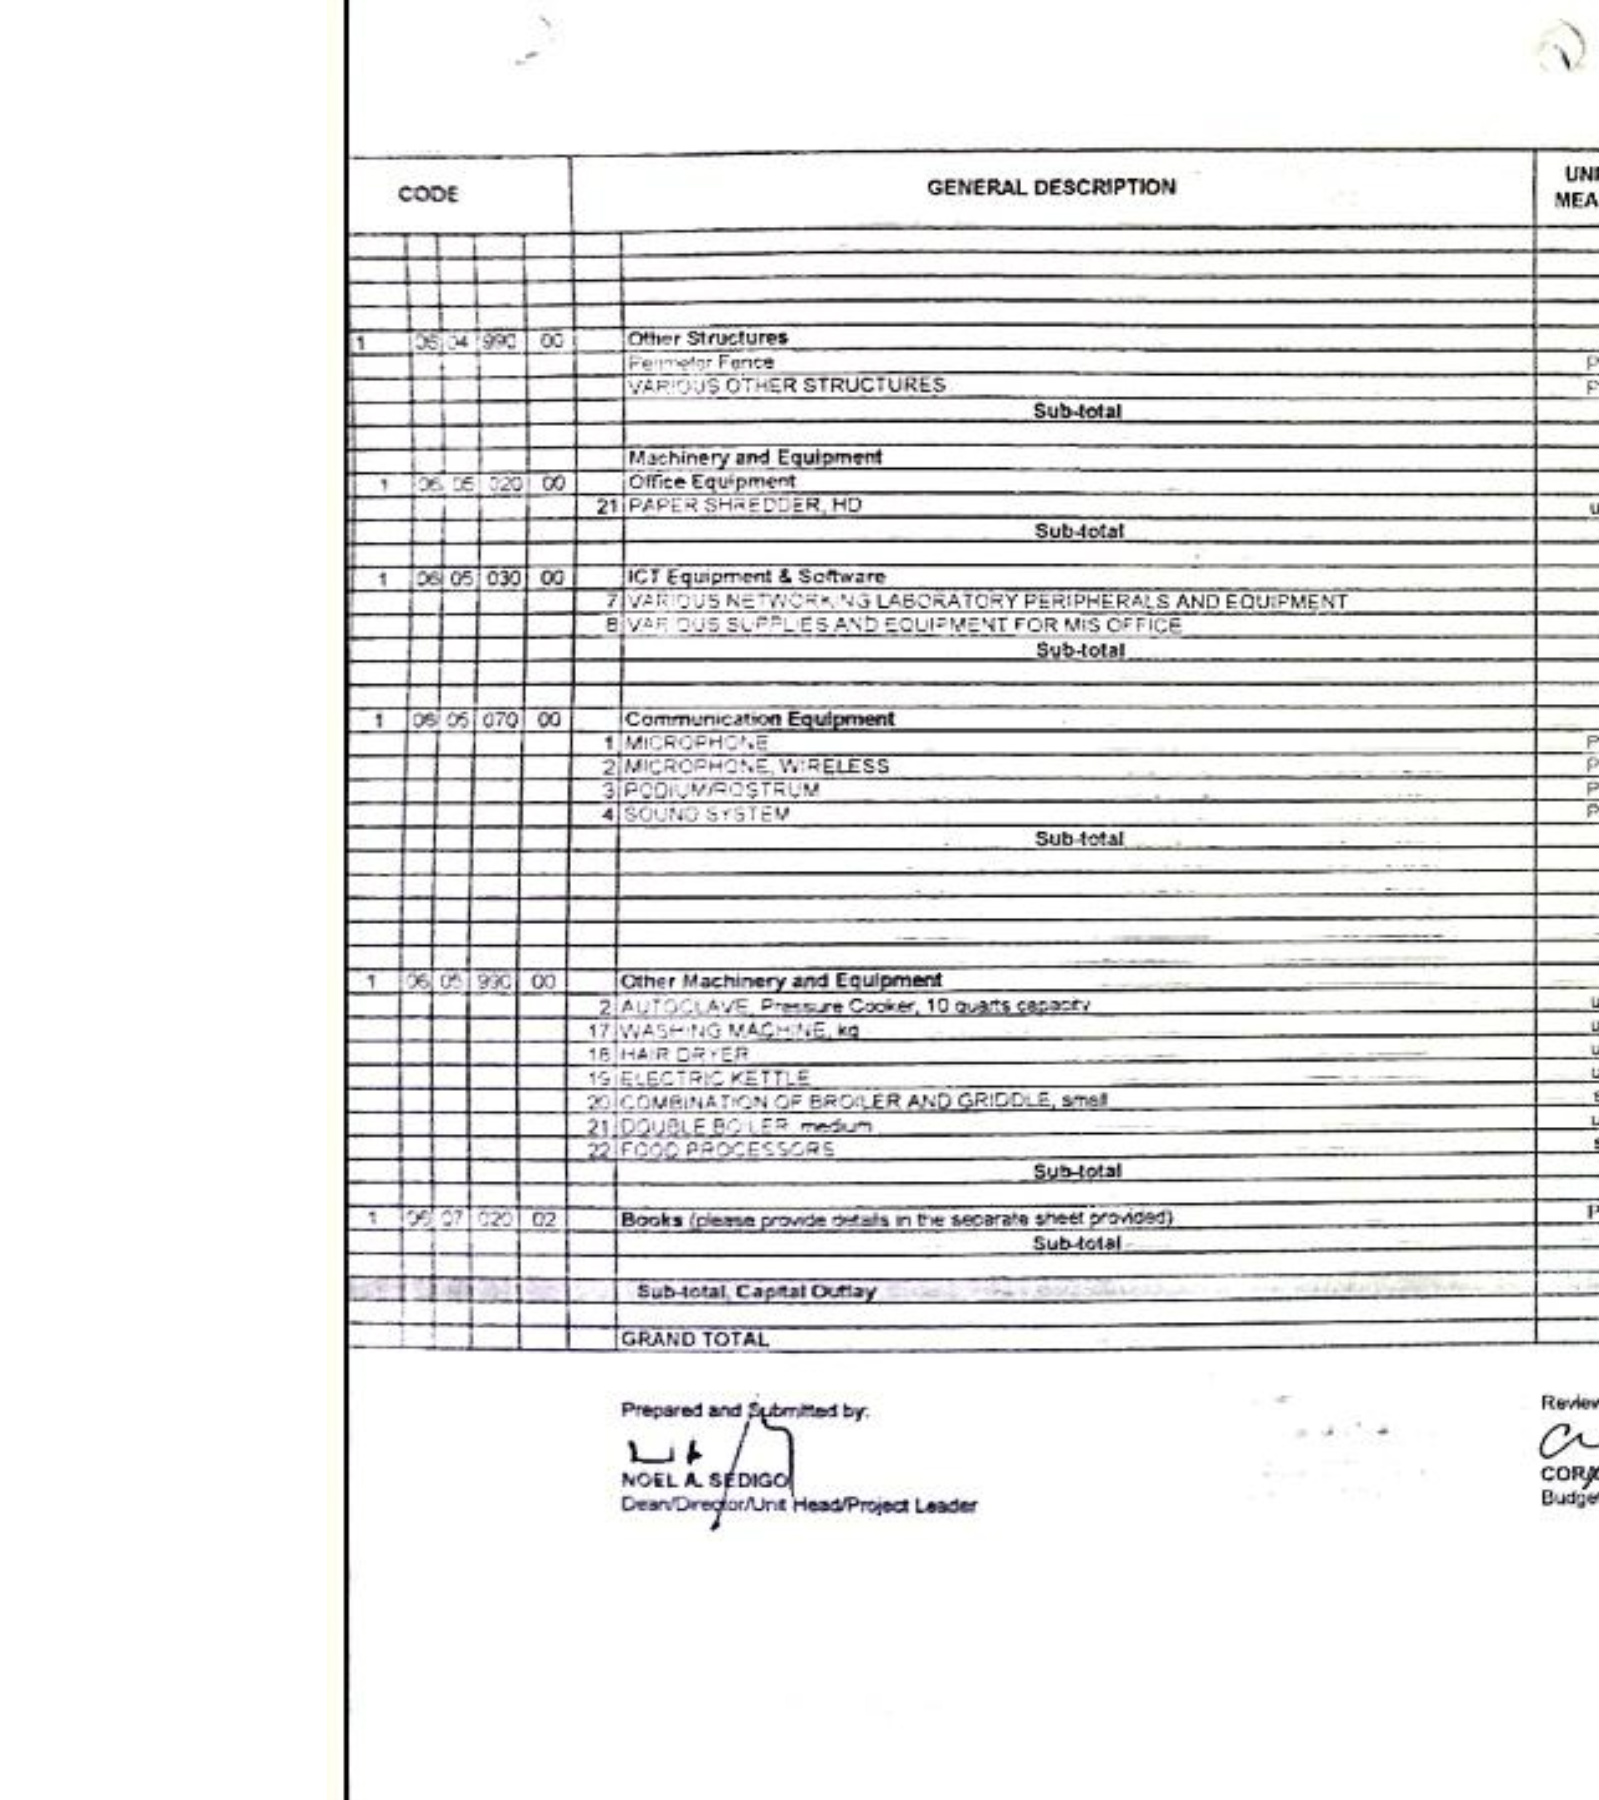 CODE GENERAL DESCRIPTION UNI
MEA
1 06 04 990 00 Other Structures
Perimeter Fence P
VARIOUS OTHER STRUCTURES P
Sub-total
Machinery and Equipment
1 06 05 020 00 Office Equipment
21 PAPER SHREDDER, HD u
Sub-total
1 06 05 030 00 ICT Equipment & Software
7 VARIOUS NETWORKING LABORATORY PERIPHERALS AND EQUIPMENT
8 VARIOUS SUPPLIES AND EQUIPMENT FOR MIS OFFICE
Sub-total
1 06 05 070 00 Communication Equipment
1 MICROPHONE P
2 MICROPHONE, WIRELESS P
3 PODIUM/ROSTRUM P
4 SOUND SYSTEM P
Sub-total
1 06 05 990 00 Other Machinery and Equipment
2 AUTOCLAVE, Pressure Cooker, 10 quarts capacity u
17 WASHING MACHINE, kg u
18 HAIR DRYER u
19 ELECTRIC KETTLE u
20 COMBINATION OF BROILER AND GRIDDLE, small s
21 DOUBLE BOILER, medium u
22 FOOD PROCESSORS s
Sub-total
1 06 07 020 02 Books (please provide details in the separate sheet provided) P
Sub-total
Sub-total, Capital Outlay
GRAND TOTAL
Prepared and Submitted by: Review
NOEL A. SEDIGO CORA
Dean/Director/Unit Head/Project Leader Budge